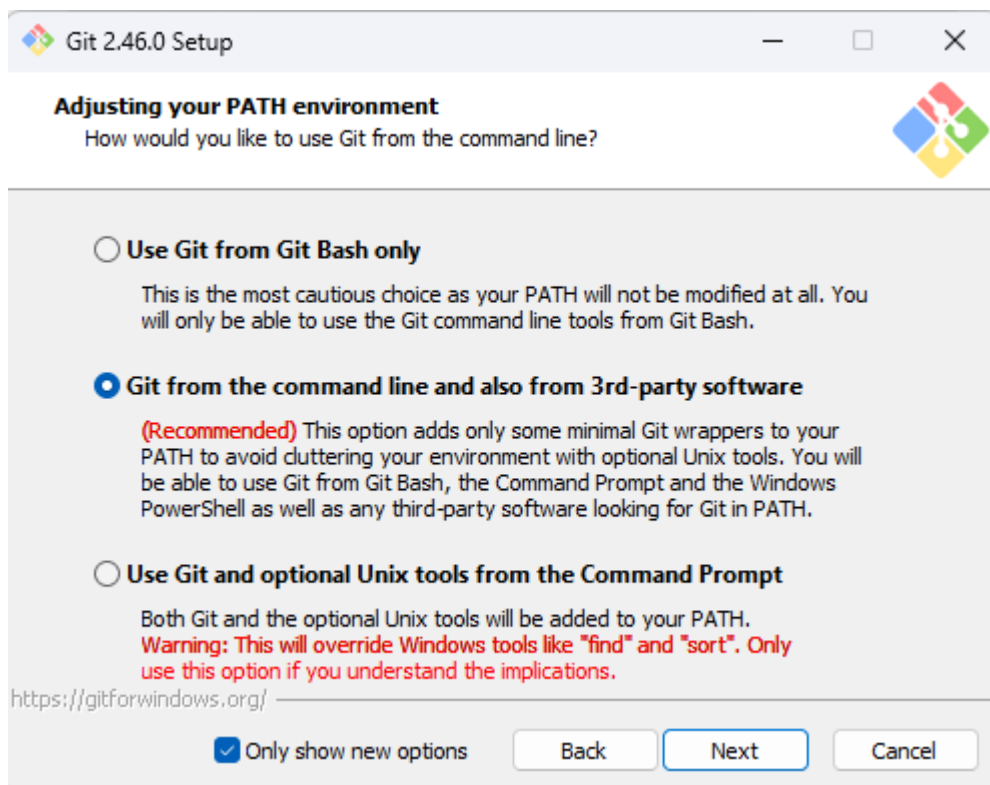 Git 2.46.0 Setup
Adjusting your PATH environment
How would you like to use Git from the command line?
Use Git from Git Bash only
This is the most cautious choice as your PATH will not be modified at all. You
will only be able to use the Git command line tools from Git Bash.
Git from the command line and also from 3rd-party software
(Recommended) This option adds only some minimal Git wrappers to your
PATH to avoid cluttering your environment with optional Unix tools. You will
be able to use Git from Git Bash, the Command Prompt and the Windows
PowerShell as well as any third-party software looking for Git in PATH.
Use Git and optional Unix tools from the Command Prompt
Both Git and the optional Unix tools will be added to your PATH.
Warning: This will override Windows tools like "find" and "sort". Only
use this option if you understand the implications.
https://gitforwindows.org/
Only show new options
Back
Next
Cancel